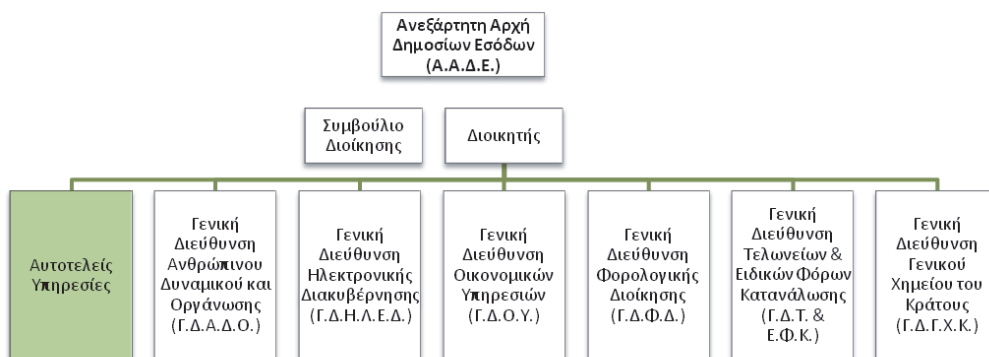 Ανεξάρτητη Αρχή
Δημοσίων Εσόδων
(Α.Α.Δ.Ε.)
Συμβούλιο
Διοίκησης
Διοικητής
Αυτοτελείς
Υπηρεσίες
Γενική
Διεύθυνση
Ανθρώπινου
Δυναμικού και
Οργάνωσης
(Γ.Δ.Α.Δ.Ο.)
Γενική
Διεύθυνση
Ηλεκτρονικής
Διακυβέρνησης
(Γ.Δ.Η.Λ.Ε.Δ.)
Γενική
Διεύθυνση
Οικονομικών
Υπηρεσιών
(Γ.Δ.Ο.Υ.)
Γενική
Διεύθυνση
Φορολογικής
Διοίκησης
(Γ.Δ.Φ.Δ.)
Γενική
Διεύθυνση
Τελωνείων &
Ειδικών Φόρων
Κατανάλωσης
(Γ.Δ.Τ. &
Ε.Φ.Κ.)
Γενική
Διεύθυνση
Γενικού
Χημείου του
Κράτους
(Γ.Δ.Γ.Χ.Κ.)